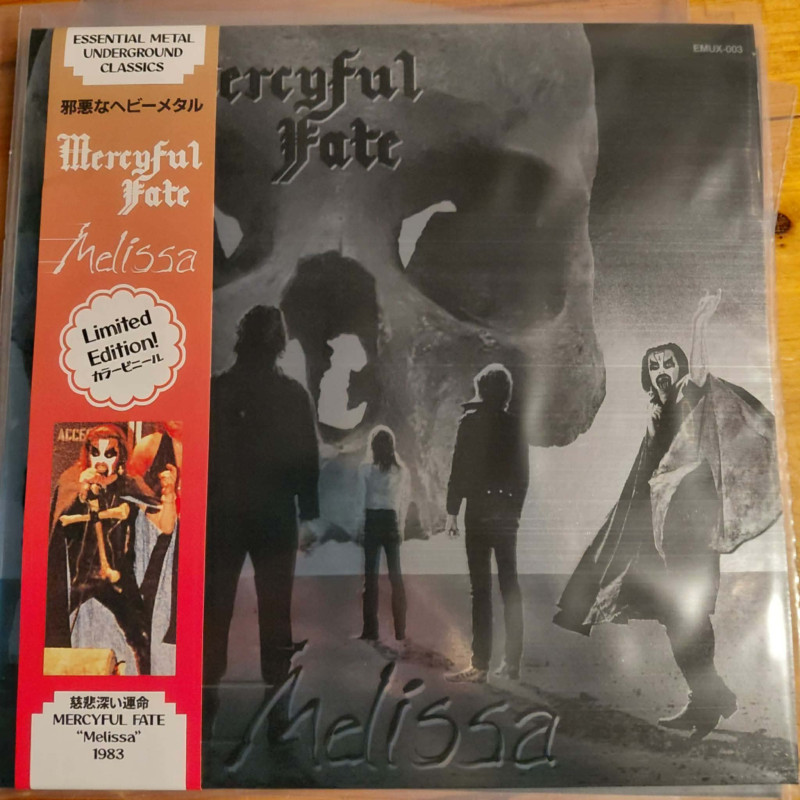 ESSENTIAL METAL
UNDERGROUND
CLASSICS
邪悪なヘビーメタル
Mercyful
Fate
Melissa
Limited
Edition!
カラービニール
ACCE
慈悲深い運命
MERCYFUL FATE
"Melissa"
1983
EMUX-003
ercyful
Fate
Melissa